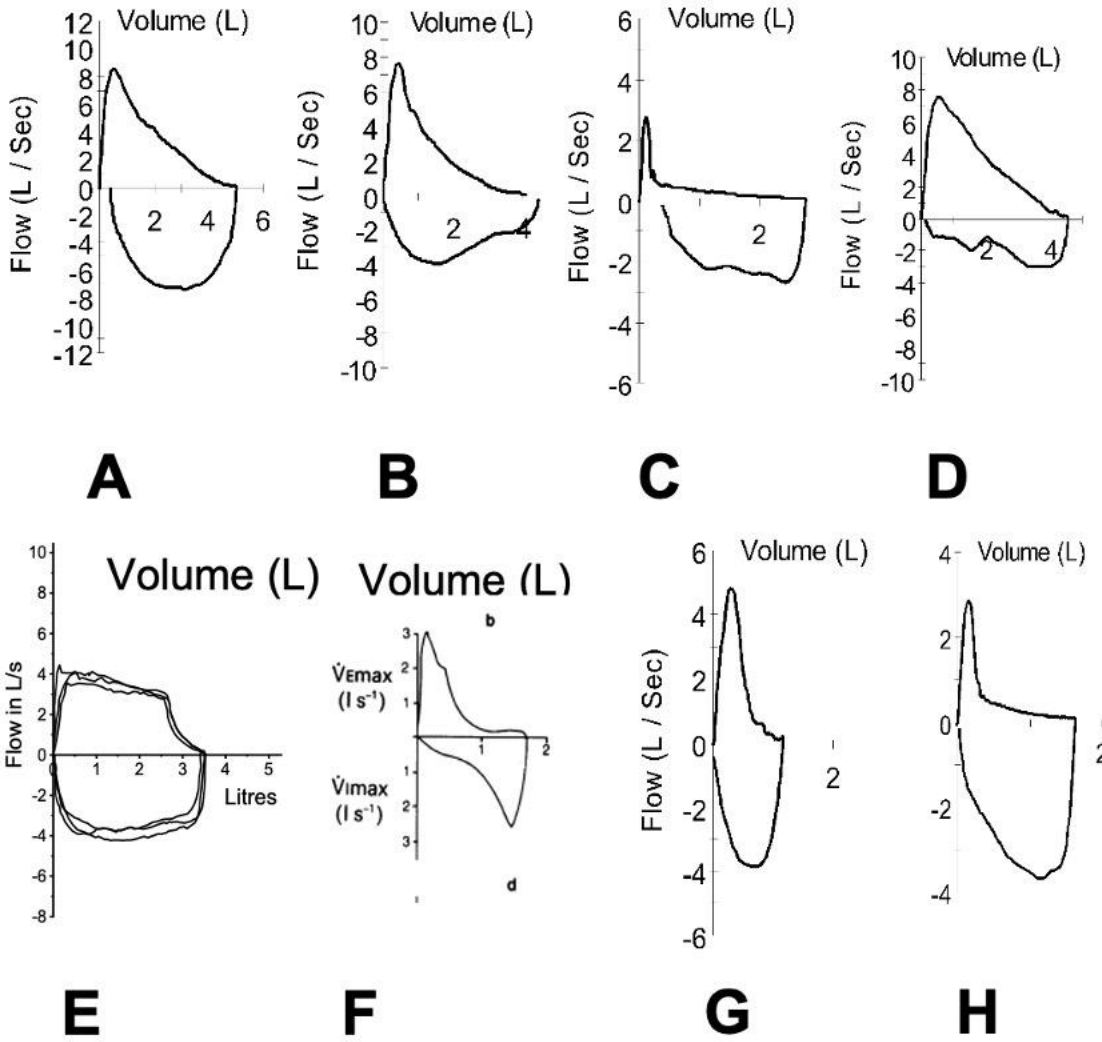 Volume (L)
Flow (L / Sec)
12
12
10
8
6
4
2
0
-2
-4
-6
-8
-10
-12
2 4 6
A
Volume (L)
Flow (L / Sec)
10
8
6
4
2
0
-2
-4
-6
-8
-10
2 4
B
Volume (L)
Flow (L / Sec)
6
4
2
0
-2
-4
-6
2
C
Volume (L)
Flow (L / Sec)
10
8
6
4
2
0
-2
-4
-6
-8
-10
2 4
D
Volume (L)
Flow in L/s
10
8
6
4
2
0
-2
-4
-6
-8
1 2 3 4 5
Litres
E
Volume (L)
b
V̇Emax
(l s⁻¹)
3
2
1
1 2
V̇Imax
(l s⁻¹)
1
2
3
d
F
Volume (L)
Flow (L / Sec)
6
4
2
0
-2
-4
-6
2
G
Volume (L)
4
2
0
-2
-4
2
H